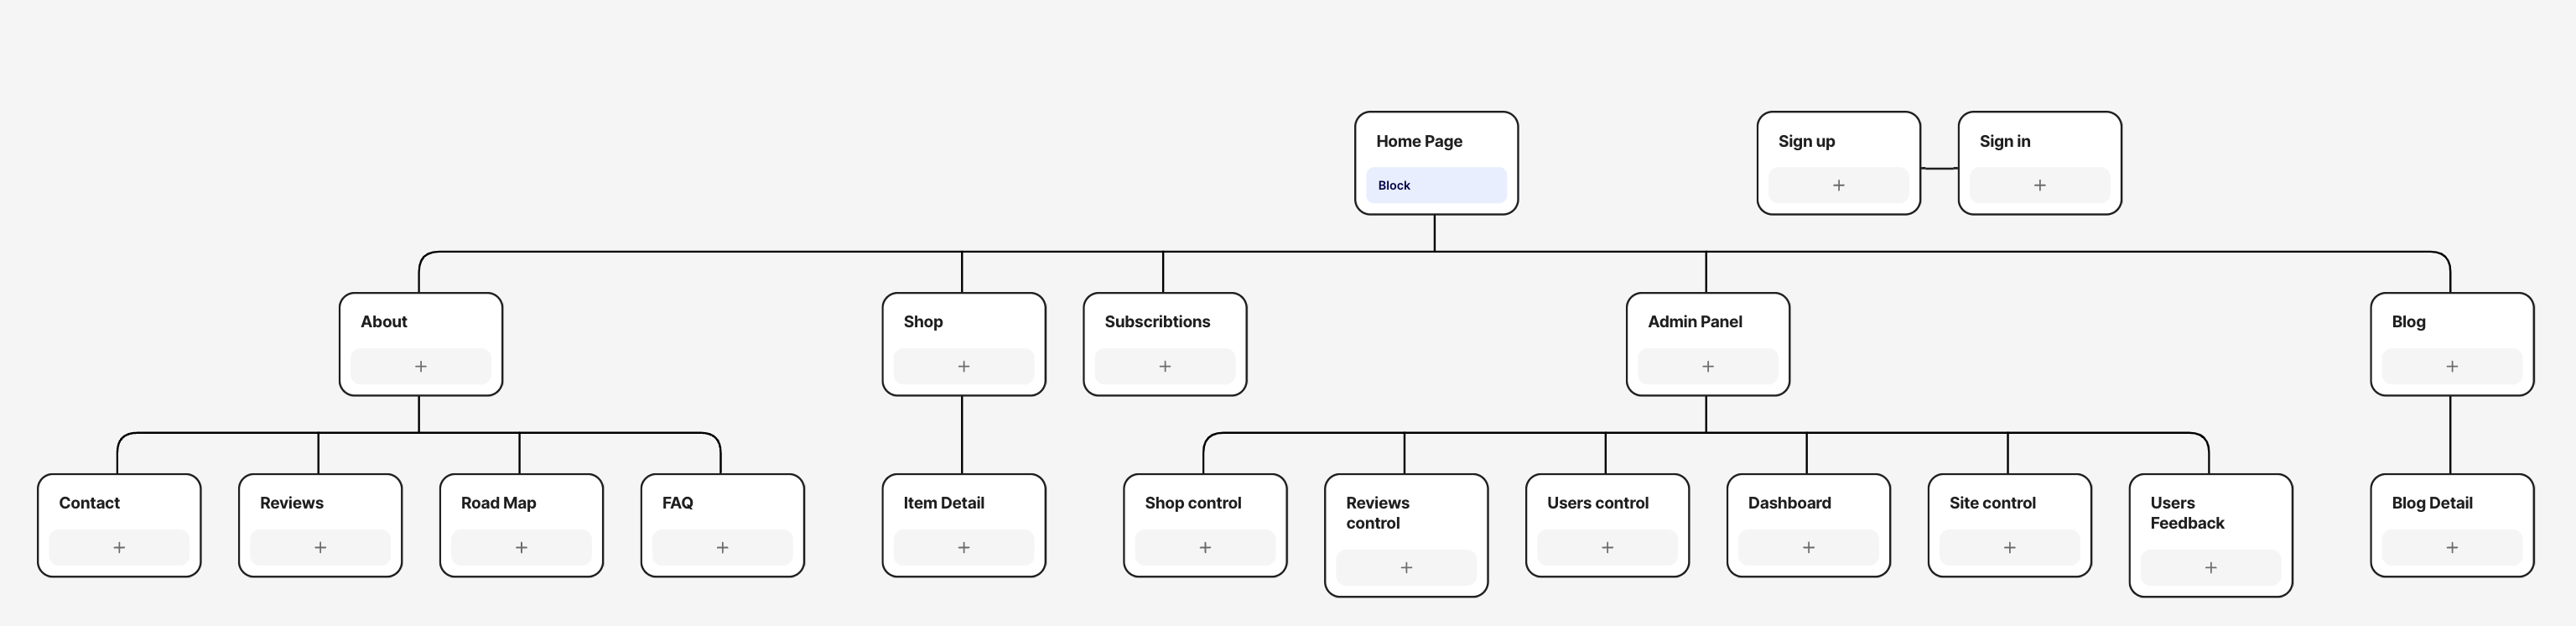 Home Page
Block
Sign up
+
Sign in
+
About
+
Shop
+
Subscribtions
+
Admin Panel
+
Blog
+
Contact
+
Reviews
+
Road Map
+
FAQ
+
Item Detail
+
Shop control
+
Reviews
control
+
Users control
+
Dashboard
+
Site control
+
Users
Feedback
+
Blog Detail
+